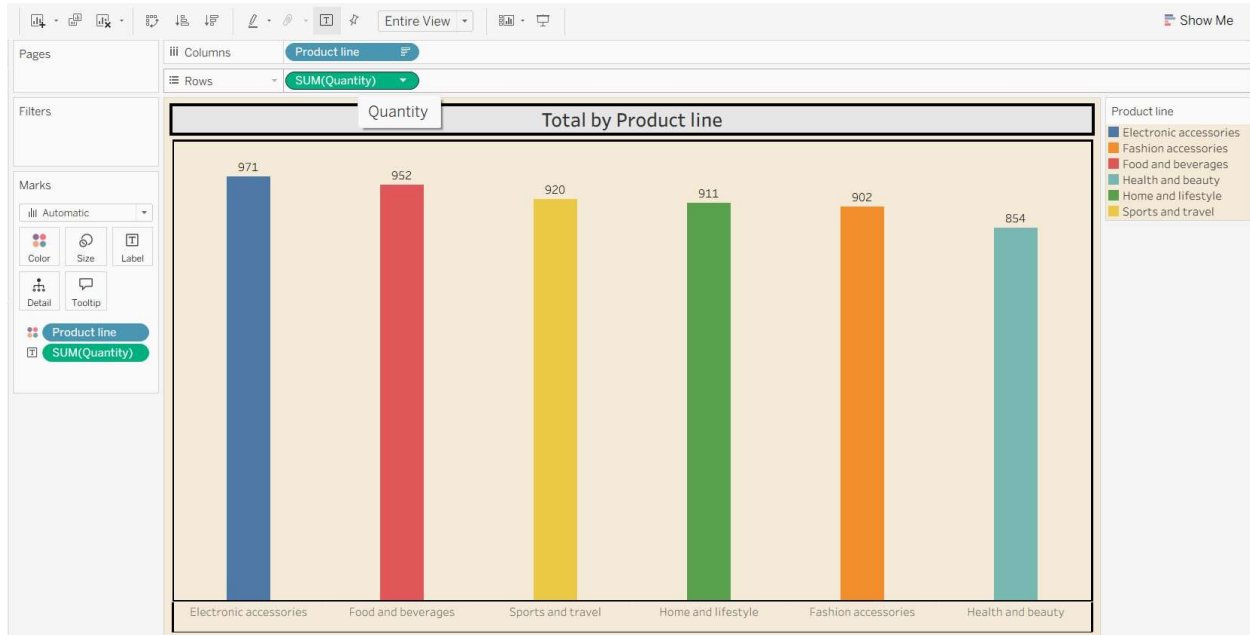 Entire View
Show Me
Pages
Columns
Product line
Rows
SUM(Quantity)
Filters
Quantity
Total by Product line
Product line
Electronic accessories
Fashion accessories
Food and beverages
Health and beauty
Home and lifestyle
Sports and travel
Marks
Automatic
Color
Size
T
Label
Detail
Tooltip
Product line
T
SUM(Quantity)
971
952
920
911
902
854
Electronic accessories
Food and beverages
Sports and travel
Home and lifestyle
Fashion accessories
Health and beauty